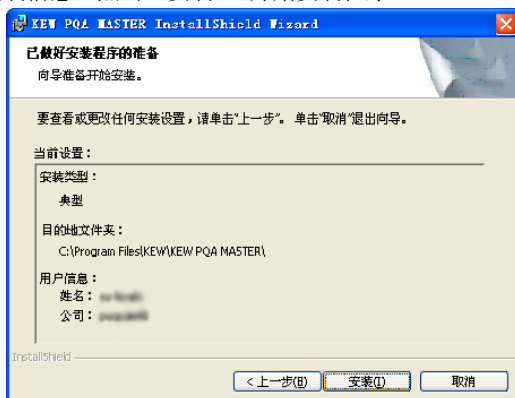 KEW PQA MASTER InstallShield Wizard
已做好安装程序的准备
向导准备开始安装。
要查看或更改任何安装设置，请单击“上一步”。 单击“取消”退出向导。
当前设置：
安装类型：
典型
目的地文件夹：
C:\Program Files\KEW\KEW PQA MASTER\
用户信息：
姓名：
公司：
InstallShield
<上一步(B)
安装(I)
取消